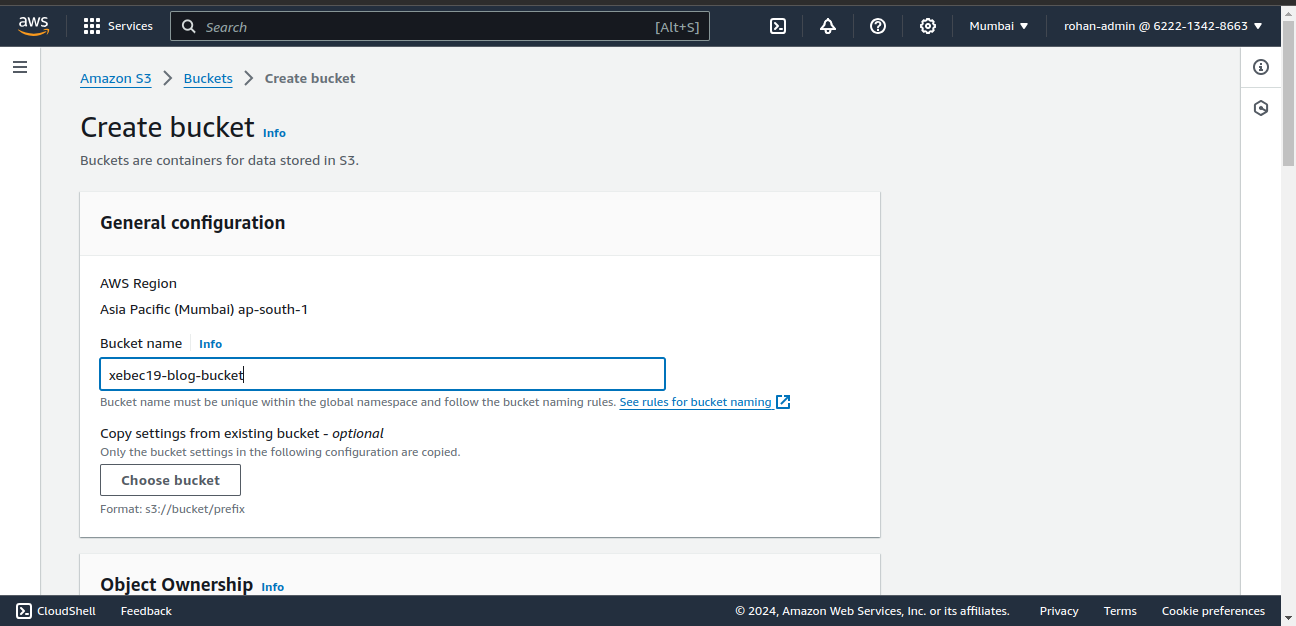 aws Services Search [Alt+S] Mumbai rohan-admin @ 6222-1342-8663
Amazon S3 Buckets Create bucket
Create bucket Info
Buckets are containers for data stored in S3.
General configuration
AWS Region
Asia Pacific (Mumbai) ap-south-1
Bucket name Info
xebec19-blog-bucket
Bucket name must be unique within the global namespace and follow the bucket naming rules. See rules for bucket naming
Copy settings from existing bucket - optional
Only the bucket settings in the following configuration are copied.
Choose bucket
Format: s3://bucket/prefix
Object Ownership Info
CloudShell Feedback © 2024, Amazon Web Services, Inc. or its affiliates. Privacy Terms Cookie preferences